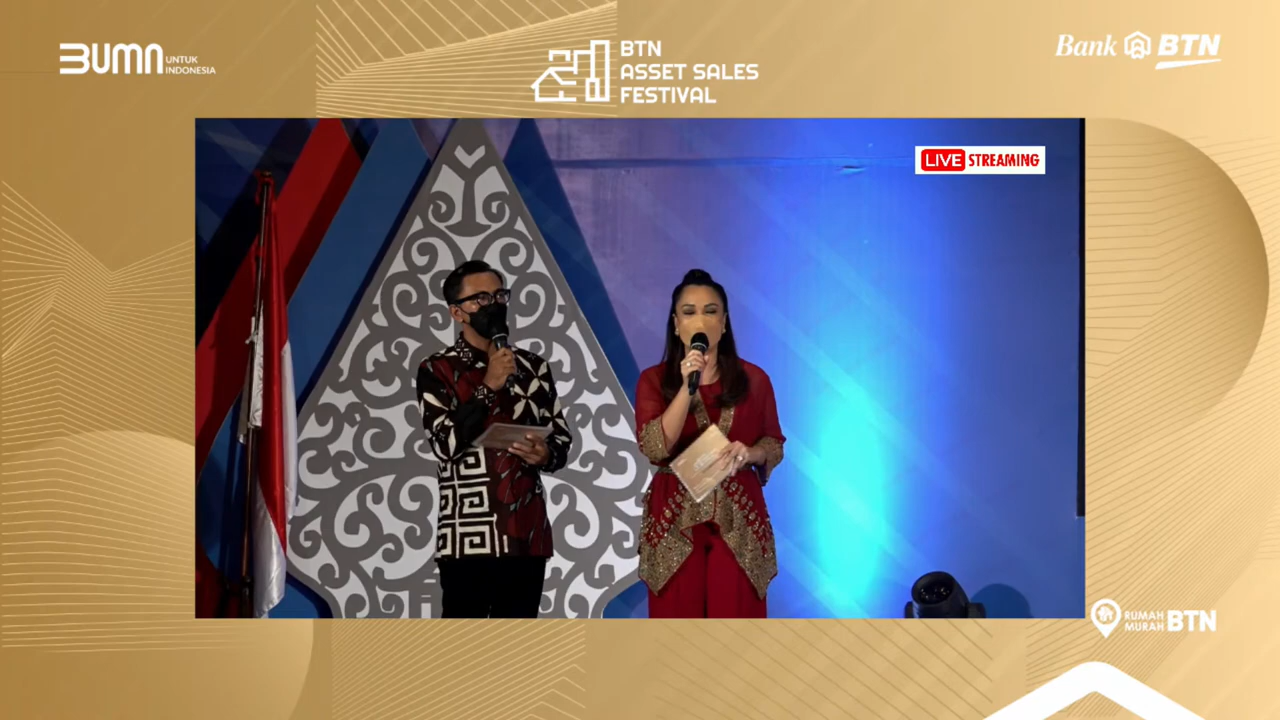 BUMN UNTUK
INDONESIA
BTN
ASSET SALES
FESTIVAL
Bank BTN
LIVE STREAMING
RUMAH
MURAH BTN